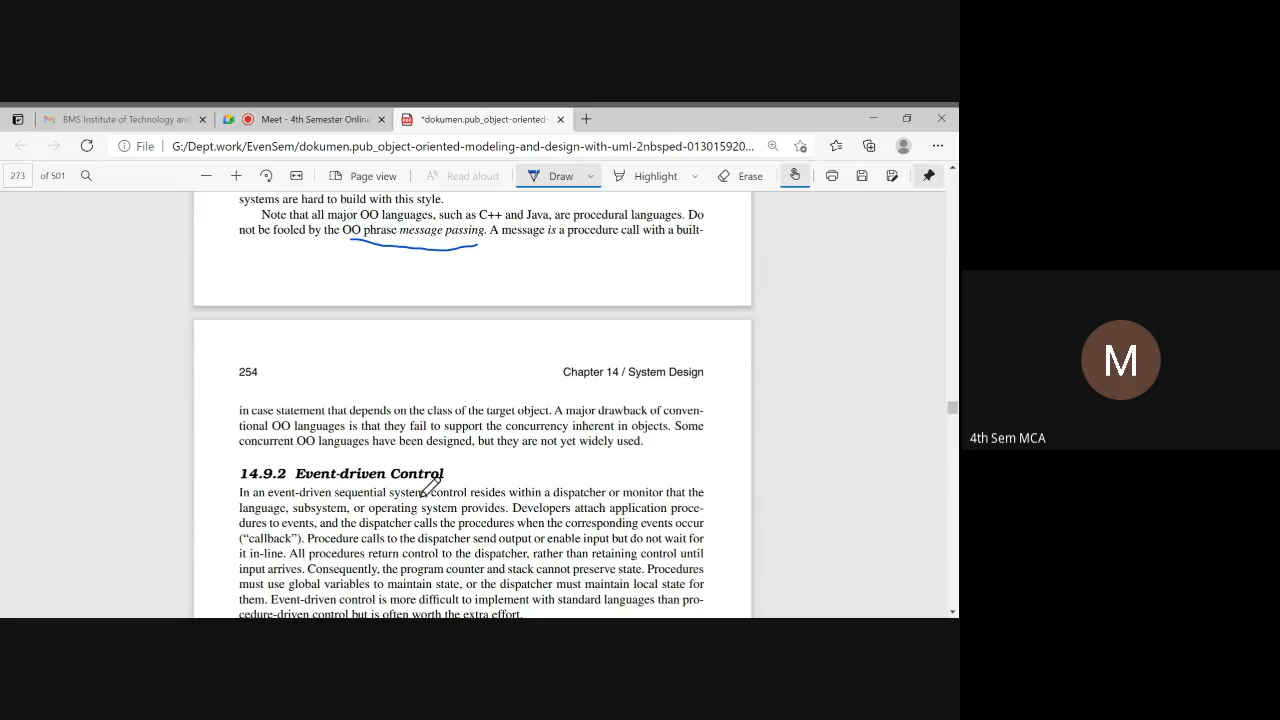 BMS Institute of Technology and
Meet - 4th Semester Online
*dokumen.pub_object-oriented-
File
G:/Dept.work/EvenSem/dokumen.pub_object-oriented-modeling-and-design-with-uml-2nbsped-013015920...
273 of 501
Page view
Read aloud
Draw
Highlight
Erase
systems are hard to build with this style.
Note that all major OO languages, such as C++ and Java, are procedural languages. Do
not be fooled by the OO phrase message passing. A message is a procedure call with a built-
254
Chapter 14 / System Design
in case statement that depends on the class of the target object. A major drawback of conven-
tional OO languages is that they fail to support the concurrency inherent in objects. Some
concurrent OO languages have been designed, but they are not yet widely used.
14.9.2 Event-driven Control
In an event-driven sequential system, control resides within a dispatcher or monitor that the
language, subsystem, or operating system provides. Developers attach application proce-
dures to events, and the dispatcher calls the procedures when the corresponding events occur
(“callback”). Procedure calls to the dispatcher send output or enable input but do not wait for
it in-line. All procedures return control to the dispatcher, rather than retaining control until
input arrives. Consequently, the program counter and stack cannot preserve state. Procedures
must use global variables to maintain state, or the dispatcher must maintain local state for
them. Event-driven control is more difficult to implement with standard languages than pro-
cedure-driven control but is often worth the extra effort.
M
4th Sem MCA